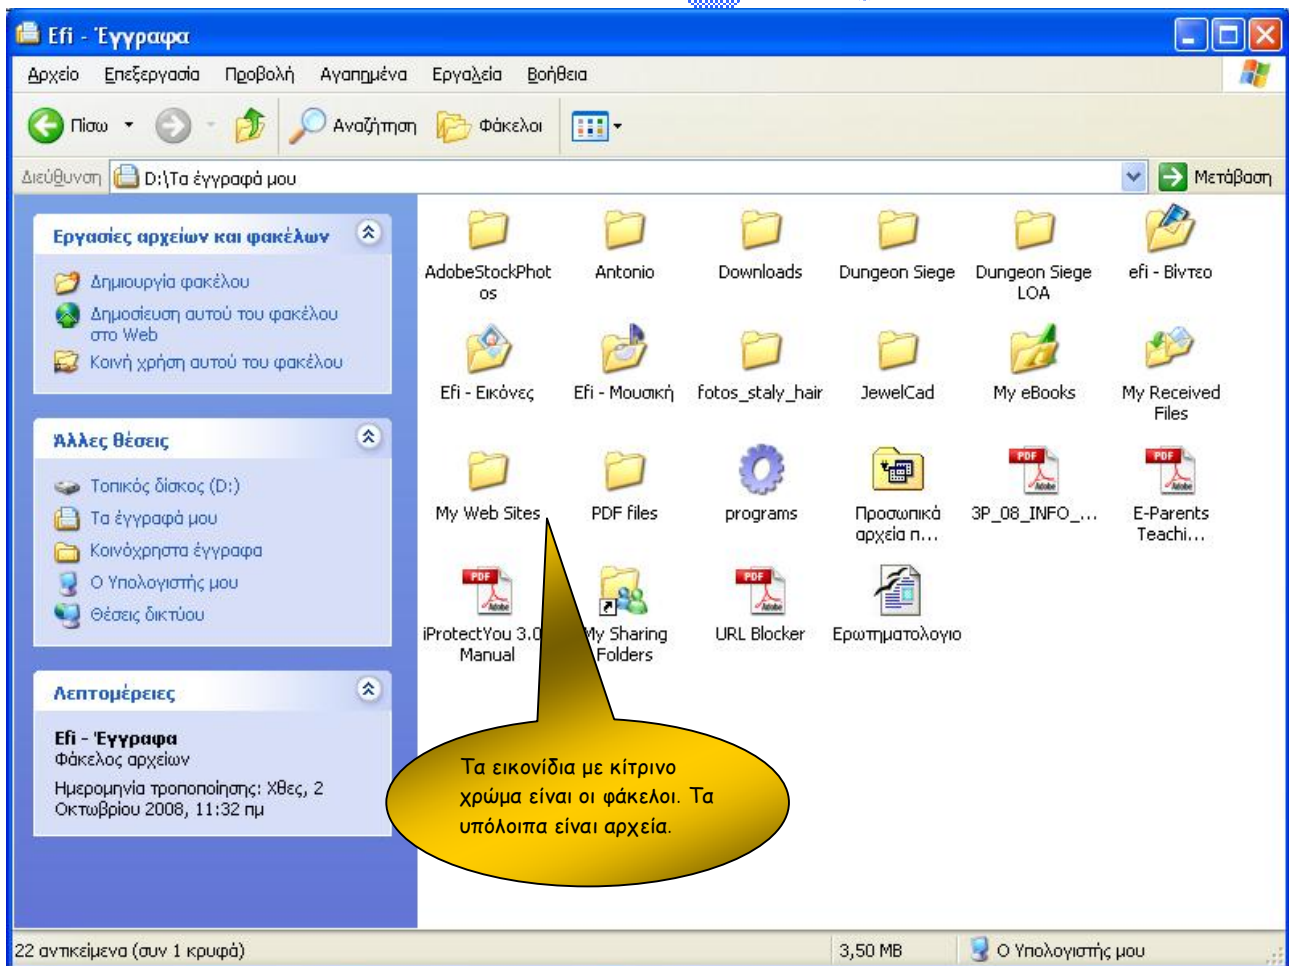 Efi - Έγγραφα
Αρχείο Επεξεργασία Προβολή Αγαπημένα Εργαλεία Βοήθεια
Πίσω Αναζήτηση Φάκελοι
Διεύθυνση D:\Τα έγγραφά μου Μετάβαση
Εργασίες αρχείων και φακέλων
Δημιουργία φακέλου
Δημοσίευση αυτού του φακέλου
στο Web
Κοινή χρήση αυτού του φακέλου
Άλλες θέσεις
Τοπικός δίσκος (D:)
Τα έγγραφά μου
Κοινόχρηστα έγγραφα
Ο Υπολογιστής μου
Θέσεις δικτύου
Λεπτομέρειες
Efi - Έγγραφα
Φάκελος αρχείων
Ημερομηνία τροποποίησης: Χθες, 2
Οκτωβρίου 2008, 11:32 πμ
AdobeStockPhot
os
Antonio
Downloads
Dungeon Siege
Dungeon Siege
LOA
efi - Βίντεο
Efi - Εικόνες
Efi - Μουσική
fotos_staly_hair
JewelCad
My eBooks
My Received
Files
My Web Sites
PDF files
programs
Προσωπικά
αρχεία π...
3P_08_INFO_...
E-Parents
Teachi...
iProtectYou 3.0
Manual
My Sharing
Folders
URL Blocker
Ερωτηματολογιο
Τα εικονίδια με κίτρινο
χρώμα είναι οι φάκελοι. Τα
υπόλοιπα είναι αρχεία.
22 αντικείμενα (συν 1 κρυφά) 3,50 MB Ο Υπολογιστής μου